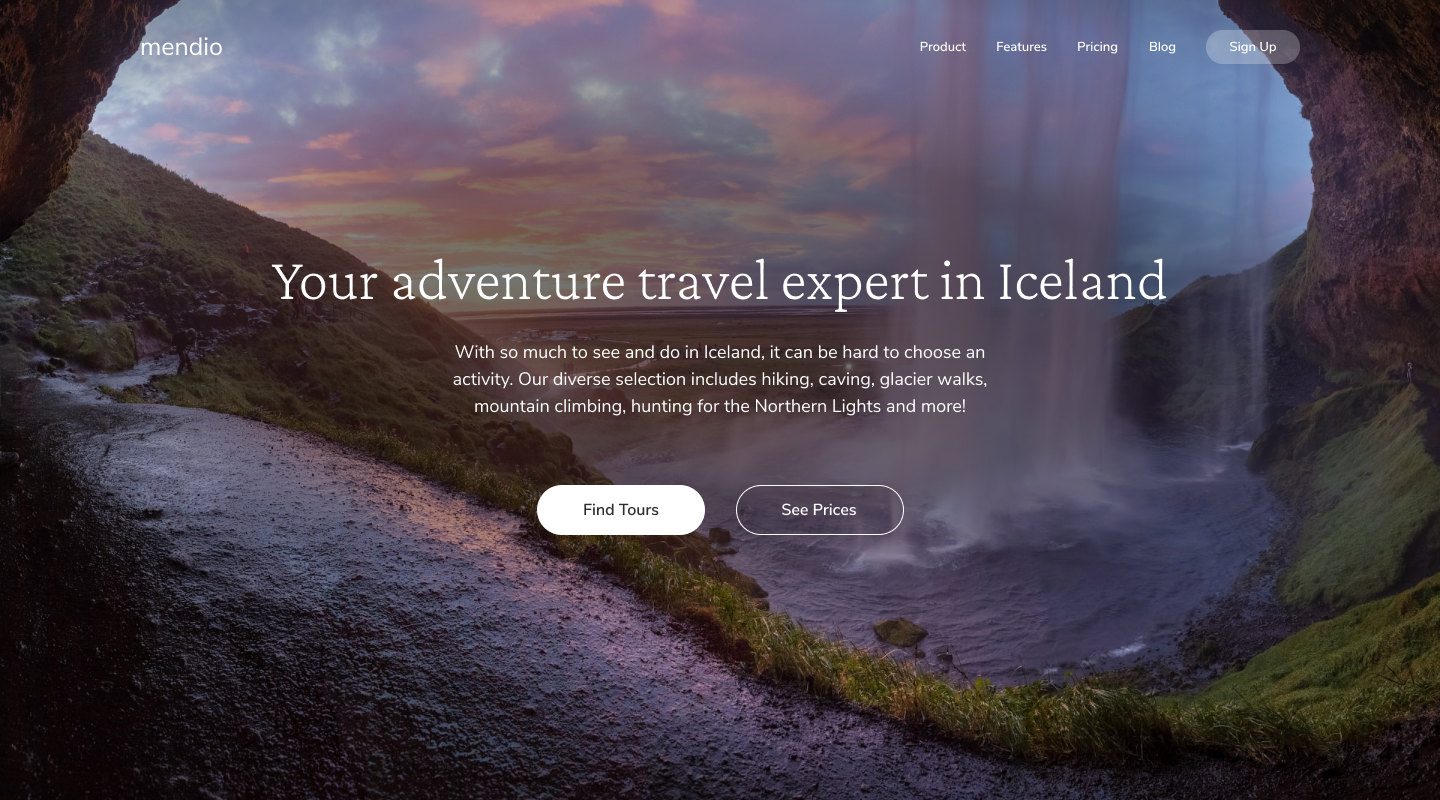 mendio
Product Features Pricing Blog Sign Up
Your adventure travel expert in Iceland
With so much to see and do in Iceland, it can be hard to choose an
activity. Our diverse selection includes hiking, caving, glacier walks,
mountain climbing, hunting for the Northern Lights and more!
Find Tours See Prices